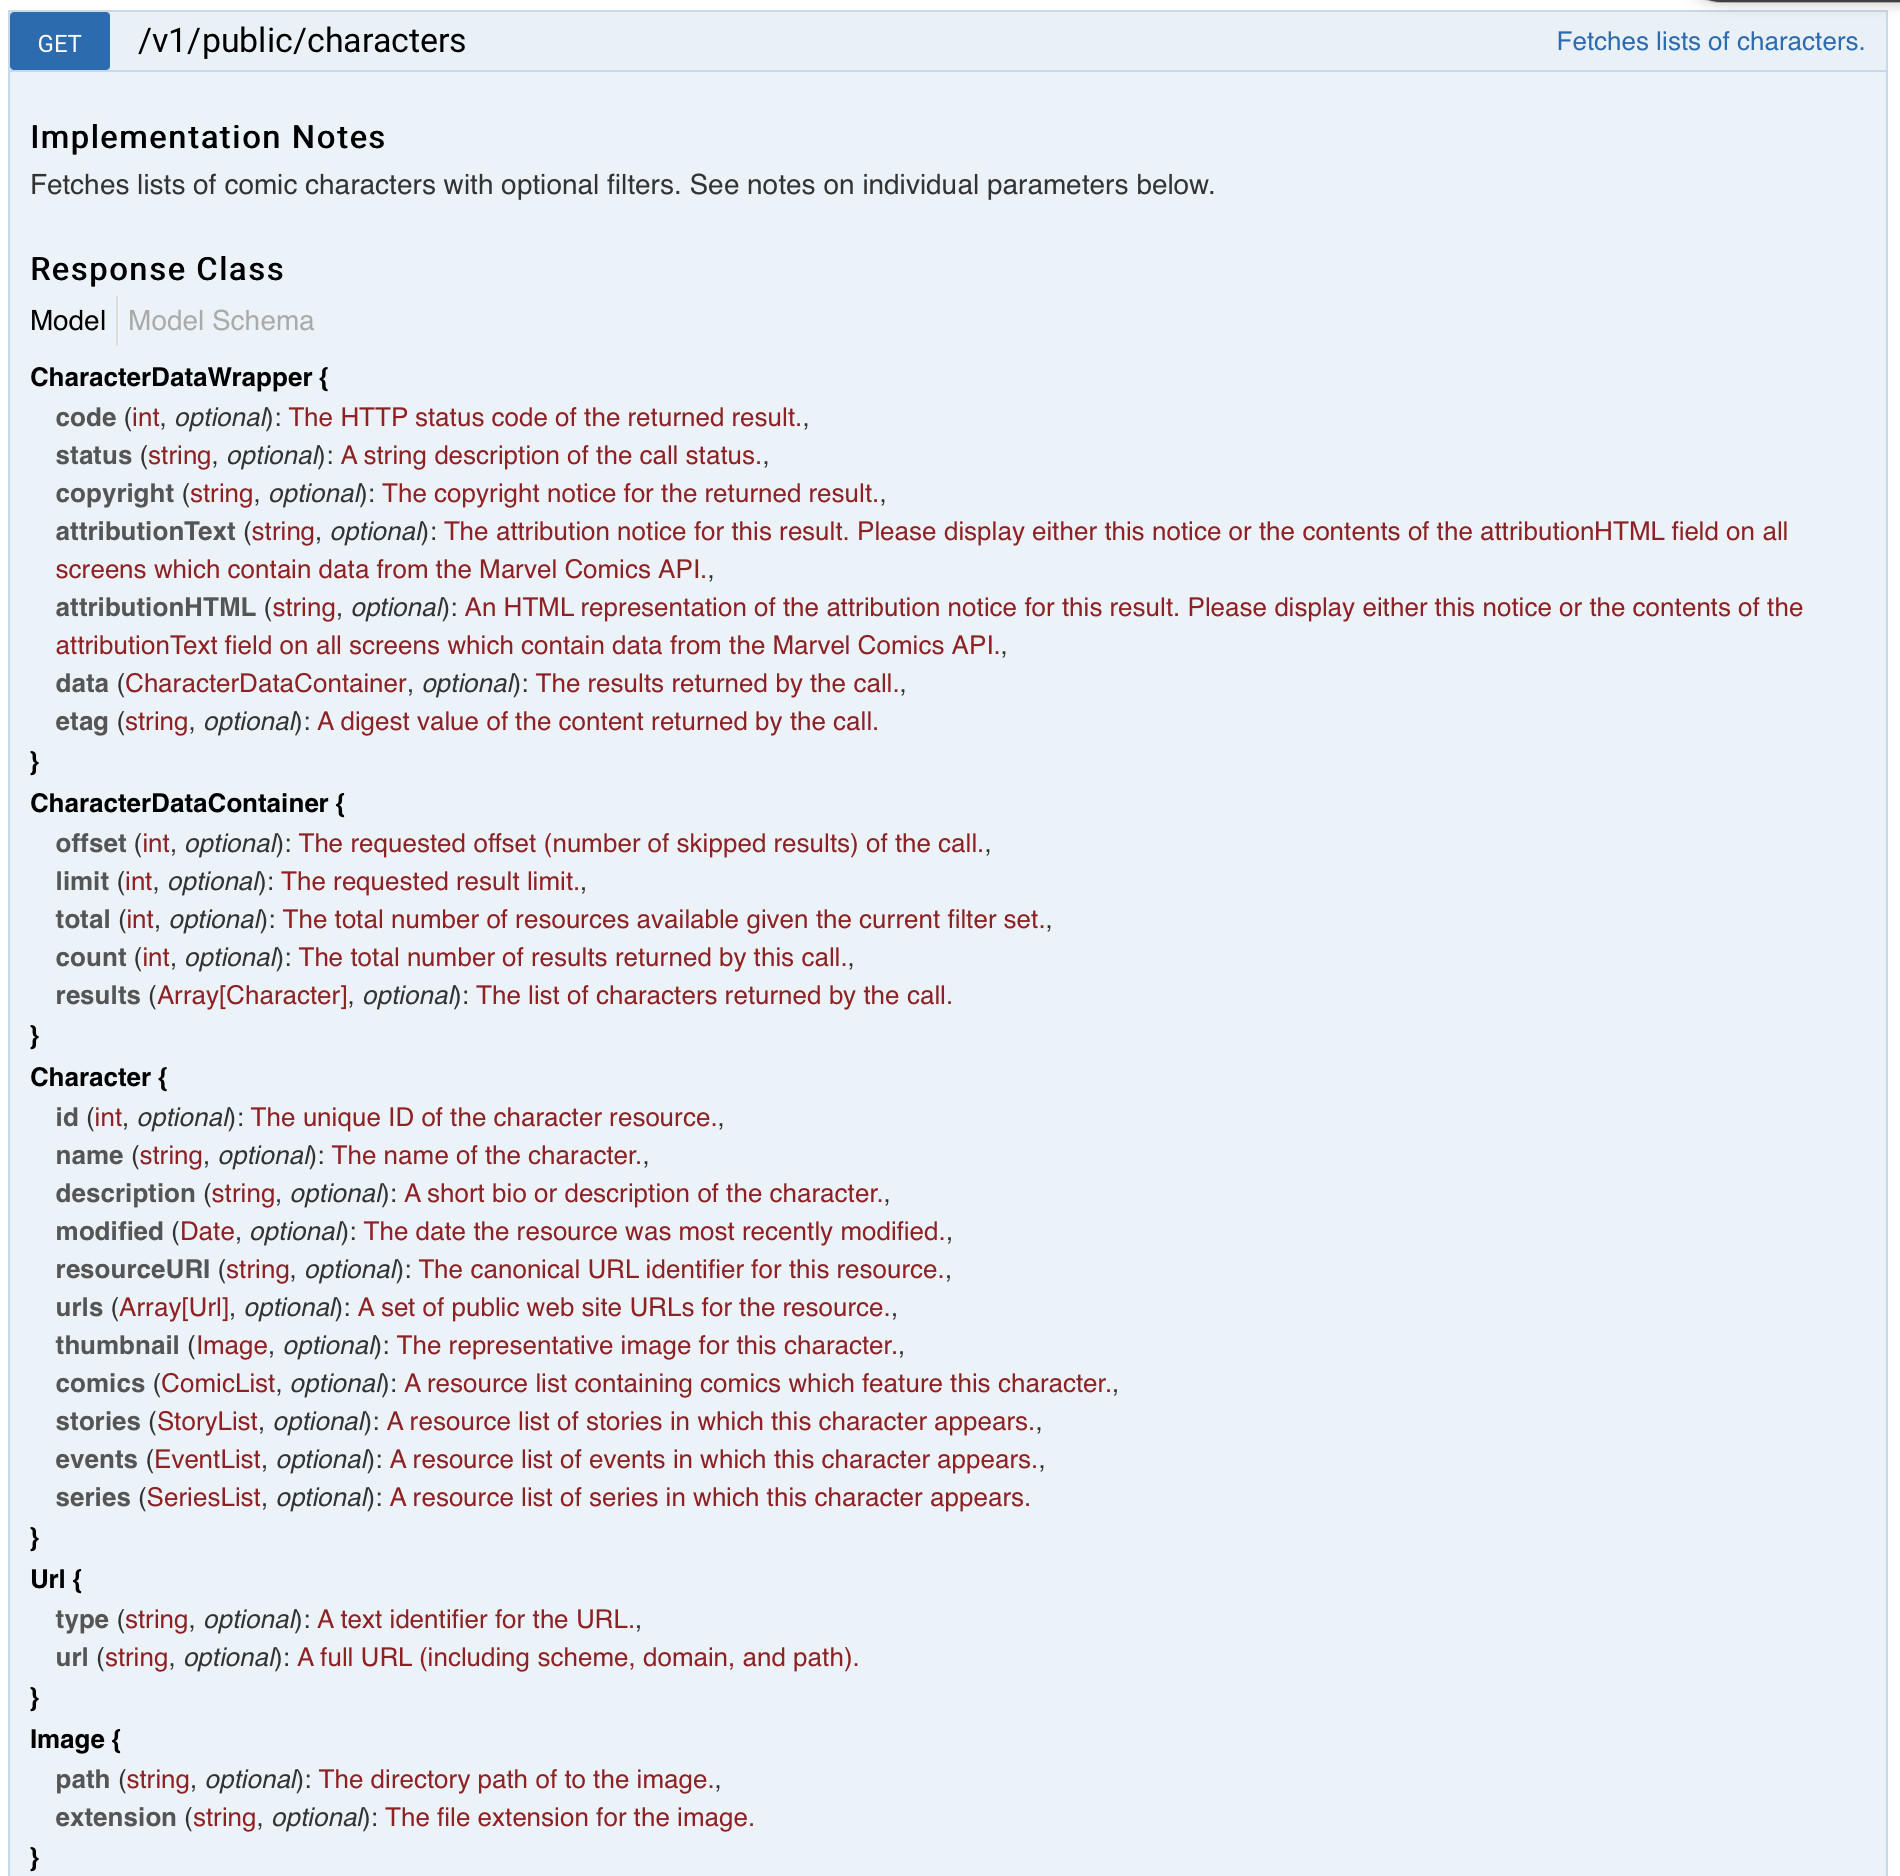 GET /v1/public/characters Fetches lists of characters.
Implementation Notes
Fetches lists of comic characters with optional filters. See notes on individual parameters below.
Response Class
Model Model Schema
CharacterDataWrapper {
code (int, optional): The HTTP status code of the returned result.,
status (string, optional): A string description of the call status.,
copyright (string, optional): The copyright notice for the returned result.,
attributionText (string, optional): The attribution notice for this result. Please display either this notice or the contents of the attributionHTML field on all
screens which contain data from the Marvel Comics API.,
attributionHTML (string, optional): An HTML representation of the attribution notice for this result. Please display either this notice or the contents of the
attributionText field on all screens which contain data from the Marvel Comics API.,
data (CharacterDataContainer, optional): The results returned by the call.,
etag (string, optional): A digest value of the content returned by the call.
}
CharacterDataContainer {
offset (int, optional): The requested offset (number of skipped results) of the call.,
limit (int, optional): The requested result limit.,
total (int, optional): The total number of resources available given the current filter set.,
count (int, optional): The total number of results returned by this call.,
results (Array[Character], optional): The list of characters returned by the call.
}
Character {
id (int, optional): The unique ID of the character resource.,
name (string, optional): The name of the character.,
description (string, optional): A short bio or description of the character.,
modified (Date, optional): The date the resource was most recently modified.,
resourceURI (string, optional): The canonical URL identifier for this resource.,
urls (Array[Url], optional): A set of public web site URLs for the resource.,
thumbnail (Image, optional): The representative image for this character.,
comics (ComicList, optional): A resource list containing comics which feature this character.,
stories (StoryList, optional): A resource list of stories in which this character appears.,
events (EventList, optional): A resource list of events in which this character appears.,
series (SeriesList, optional): A resource list of series in which this character appears.
}
Url {
type (string, optional): A text identifier for the URL.,
url (string, optional): A full URL (including scheme, domain, and path).
}
Image {
path (string, optional): The directory path of to the image.,
extension (string, optional): The file extension for the image.
}